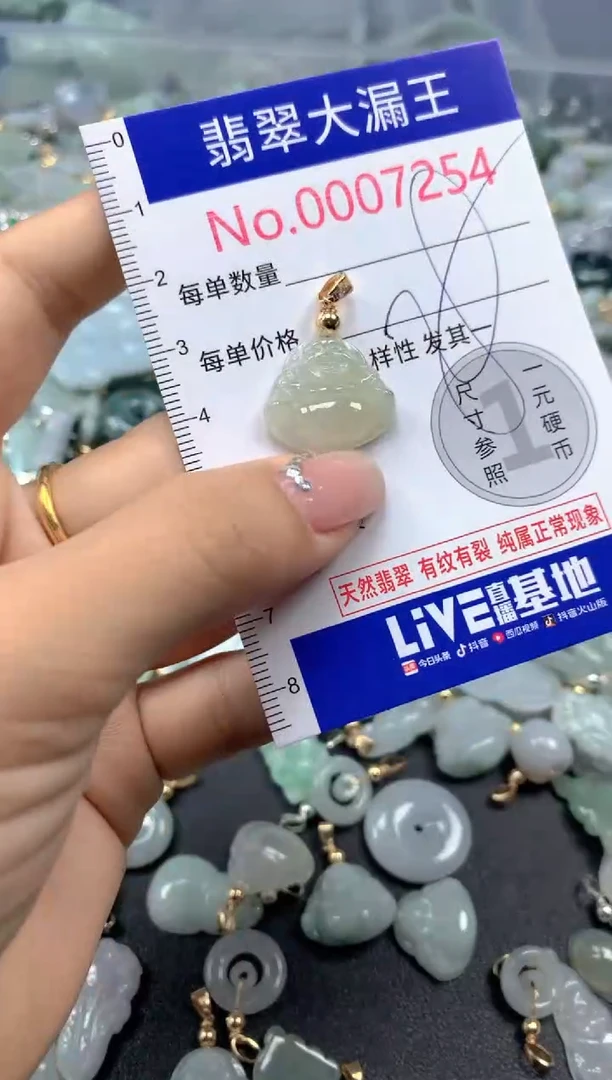 翡翠大漏王
No.0007254
每单数量
每单价格
样性 发其一
尺寸参照
1
一元硬币
天然翡翠 有纹有裂 纯属正常现象
LiVE直播基地
今日头条 抖音 西瓜视频 抖音火山版
0
1
2
3
4
7
8